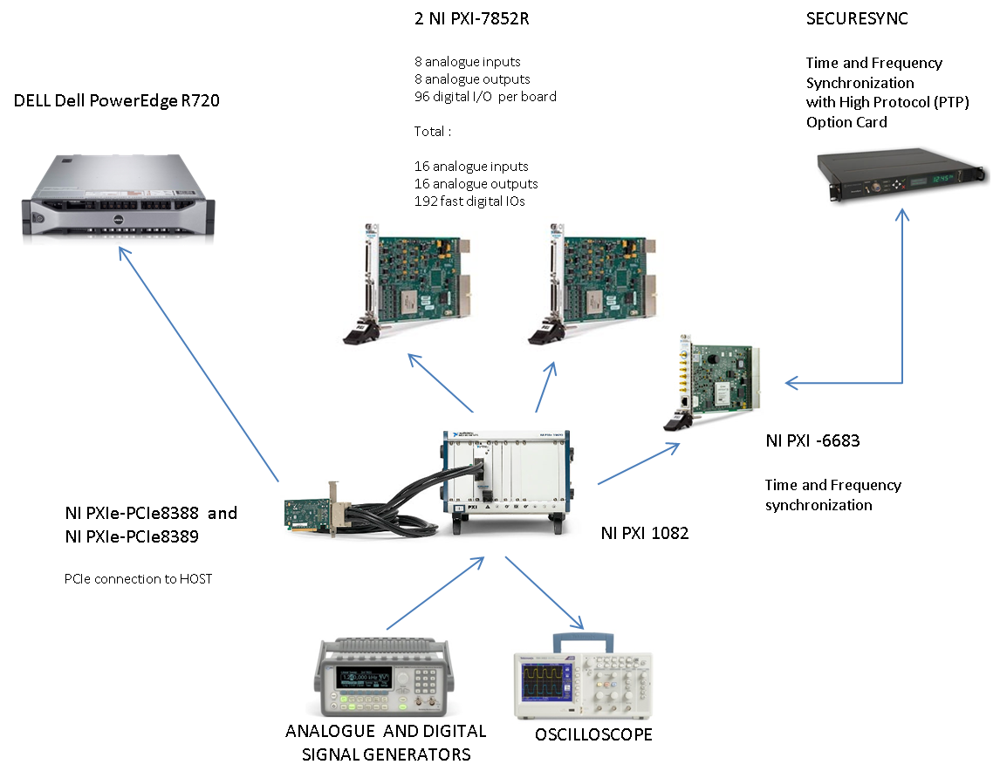 2 NI PXI-7852R
8 analogue inputs
8 analogue outputs
96 digital I/O per board
Total :
16 analogue inputs
16 analogue outputs
192 fast digital IOs
SECURESYNC
Time and Frequency
Synchronization
with High Protocol (PTP)
Option Card
DELL Dell PowerEdge R720
NI PXI -6683
Time and Frequency
synchronization
NI PXIe-PCIe8388 and
NI PXIe-PCIe8389
PCIe connection to HOST
PXI
NI PXI 1082
ANALOGUE AND DIGITAL
SIGNAL GENERATORS
OSCILLOSCOPE